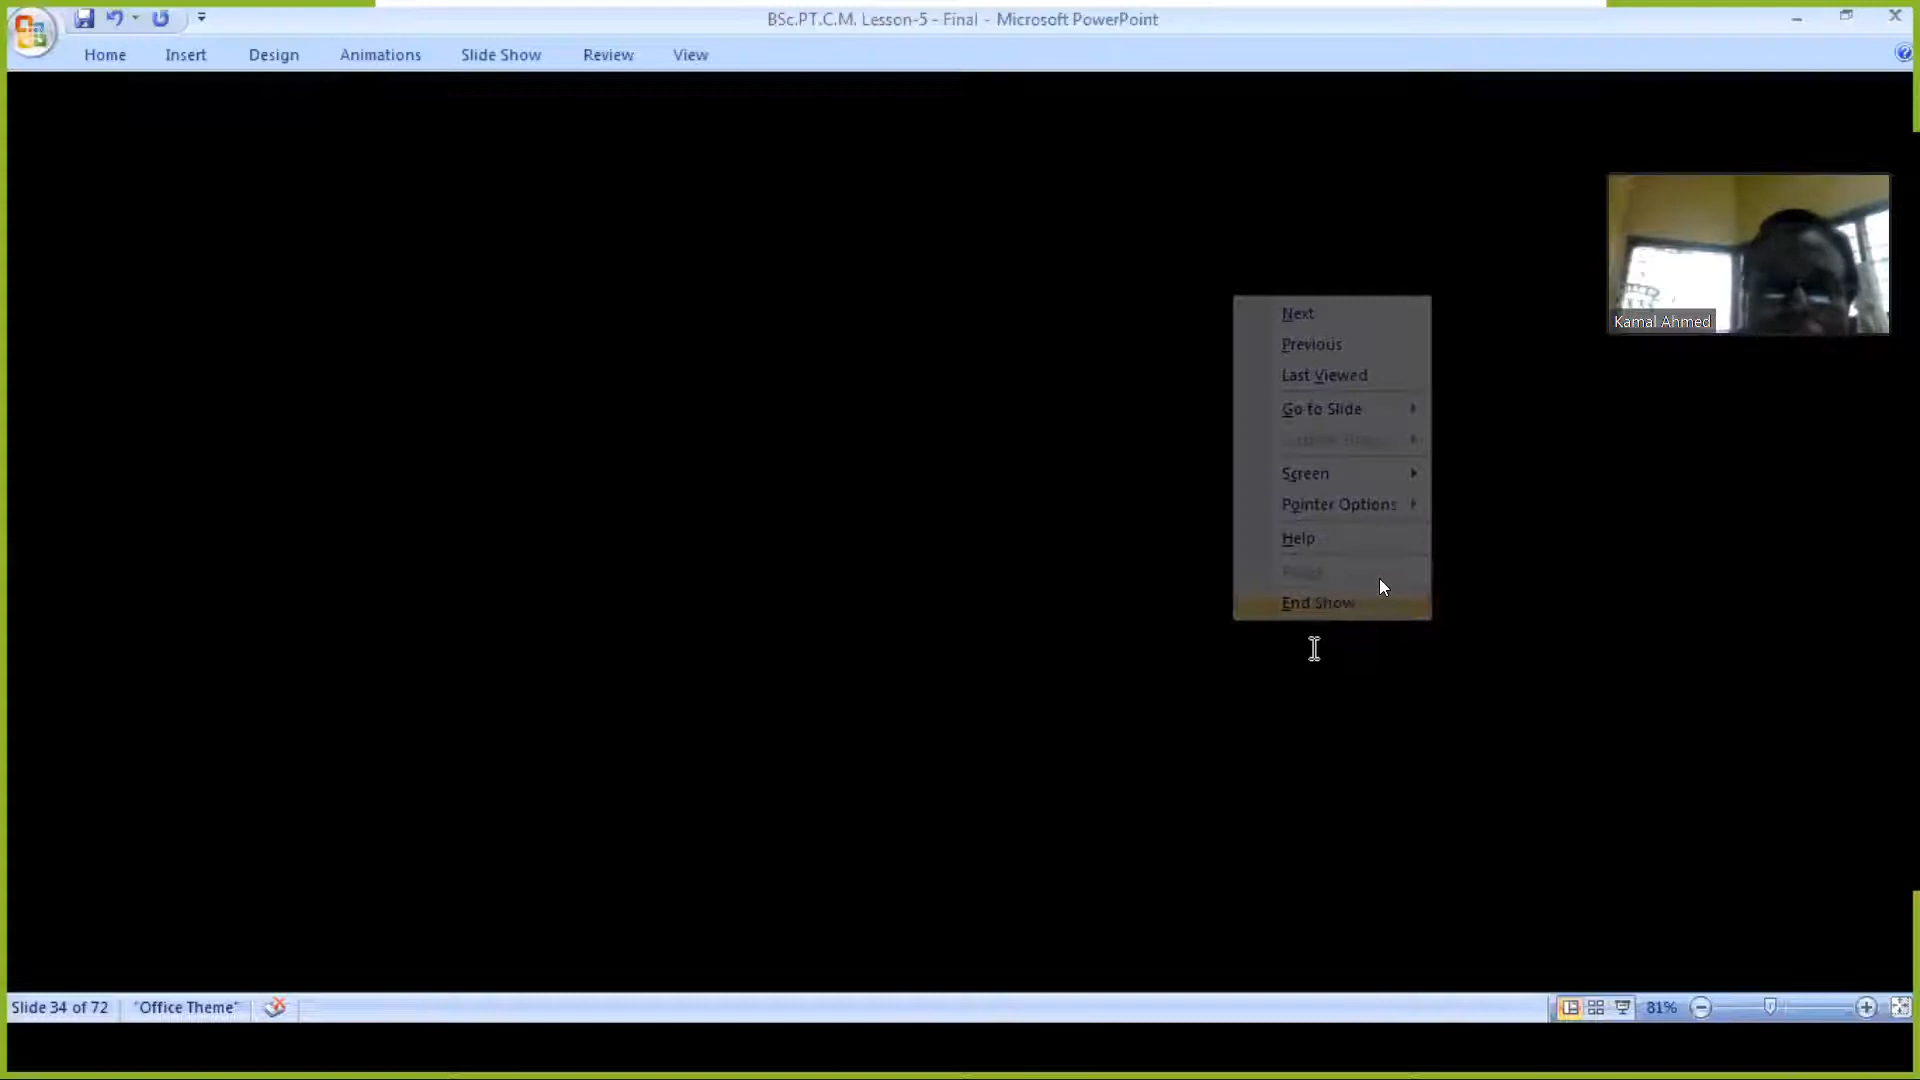 BSc.PT.C.M. Lesson-5 - Final - Microsoft PowerPoint
Home Insert Design Animations Slide Show Review View
Next
Previous
Last Viewed
Go to Slide
Screen
Pointer Options
Help
End Show
Kamal Ahmed
Slide 34 of 72 "Office Theme" 81%